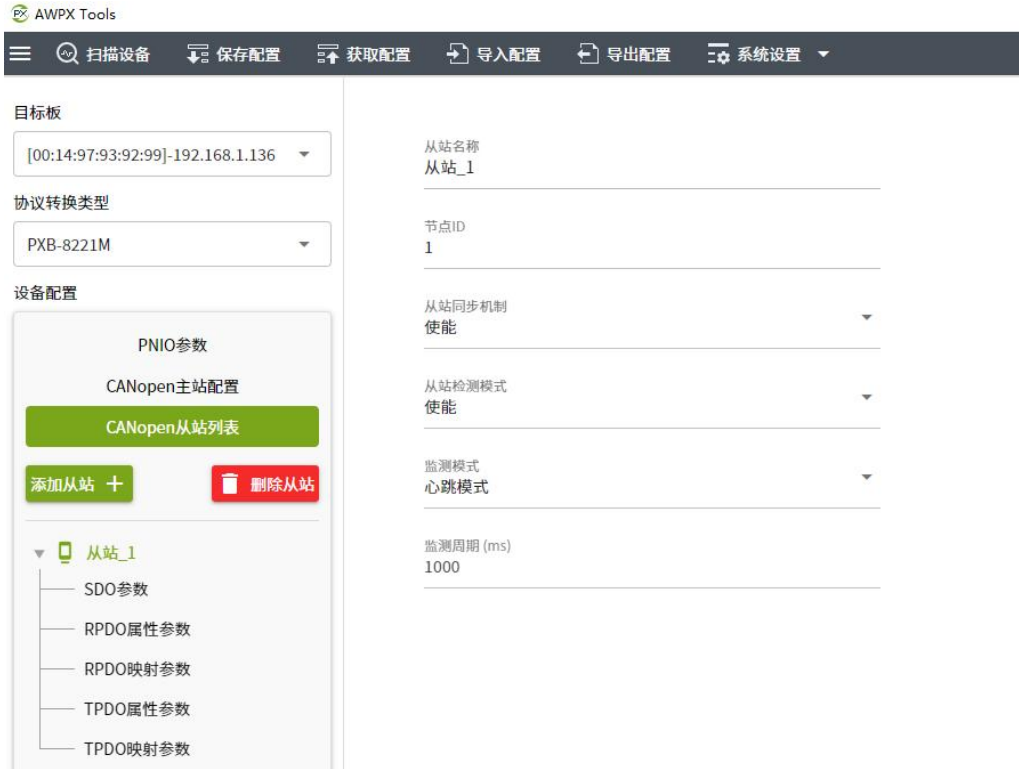 AWPX Tools
扫描设备 保存配置 获取配置 导入配置 导出配置 系统设置
目标板
[00:14:97:93:92:99]-192.168.1.136
协议转换类型
PXB-8221M
设备配置
PNIO参数
CANopen主站配置
CANopen从站列表
添加从站 删除从站
从站_1
SDO参数
RPDO属性参数
RPDO映射参数
TPDO属性参数
TPDO映射参数
从站名称
从站_1
节点ID
1
从站同步机制
使能
从站检测模式
使能
监测模式
心跳模式
监测周期 (ms)
1000